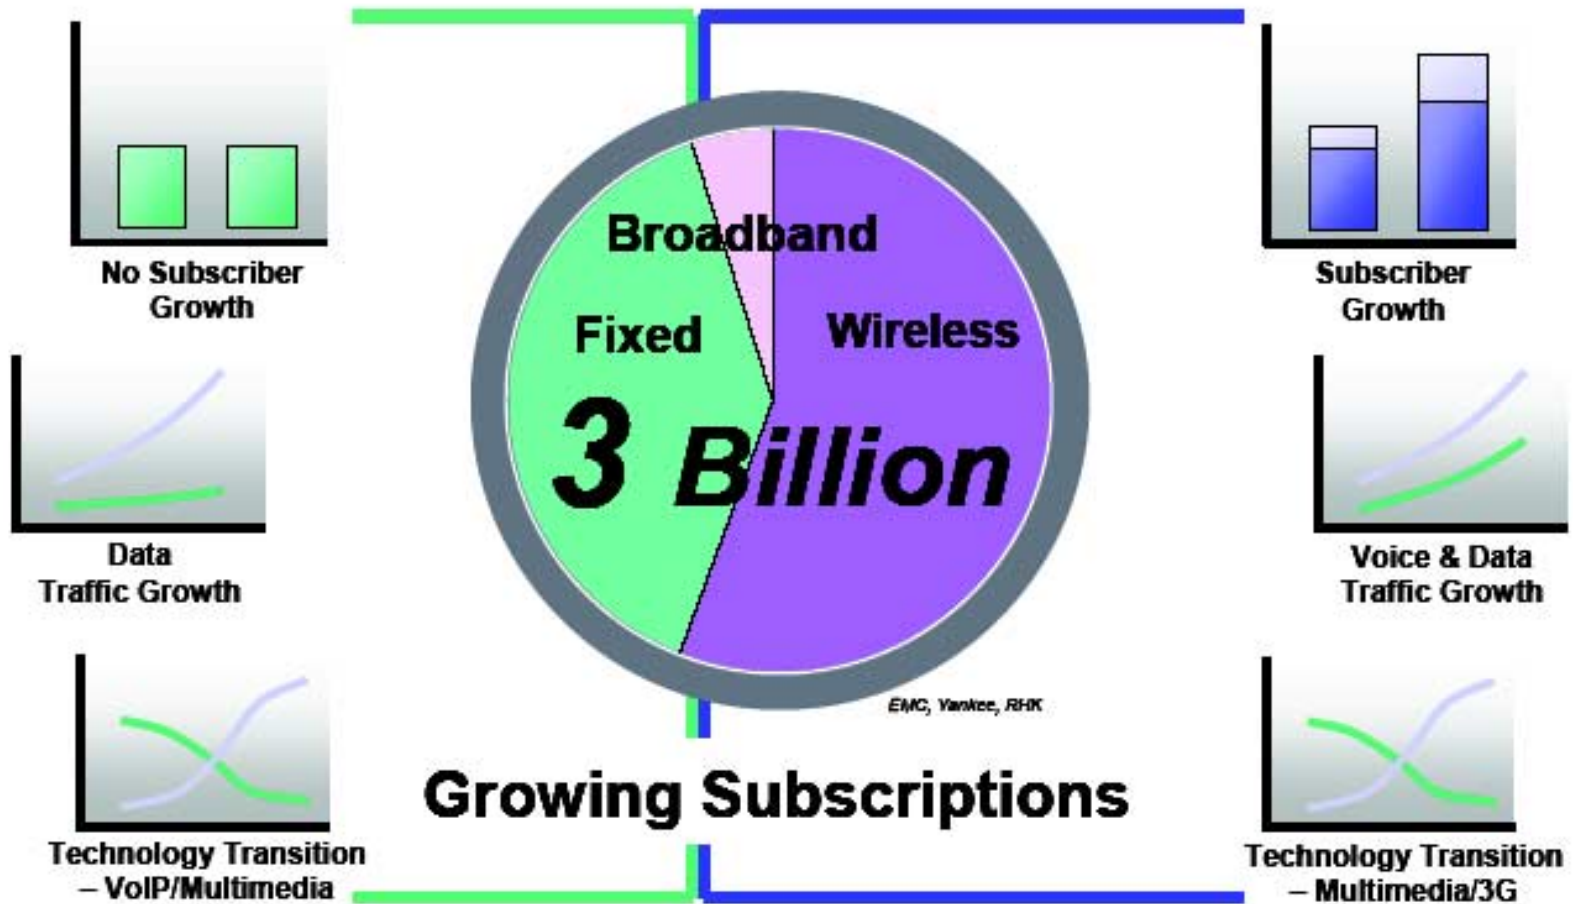 No Subscriber
Growth
Data
Traffic Growth
Technology Transition
– VoIP/Multimedia
Broadband
Fixed
Wireless
3 Billion
EMC, Yankee, RHK
Growing Subscriptions
Subscriber
Growth
Voice & Data
Traffic Growth
Technology Transition
– Multimedia/3G